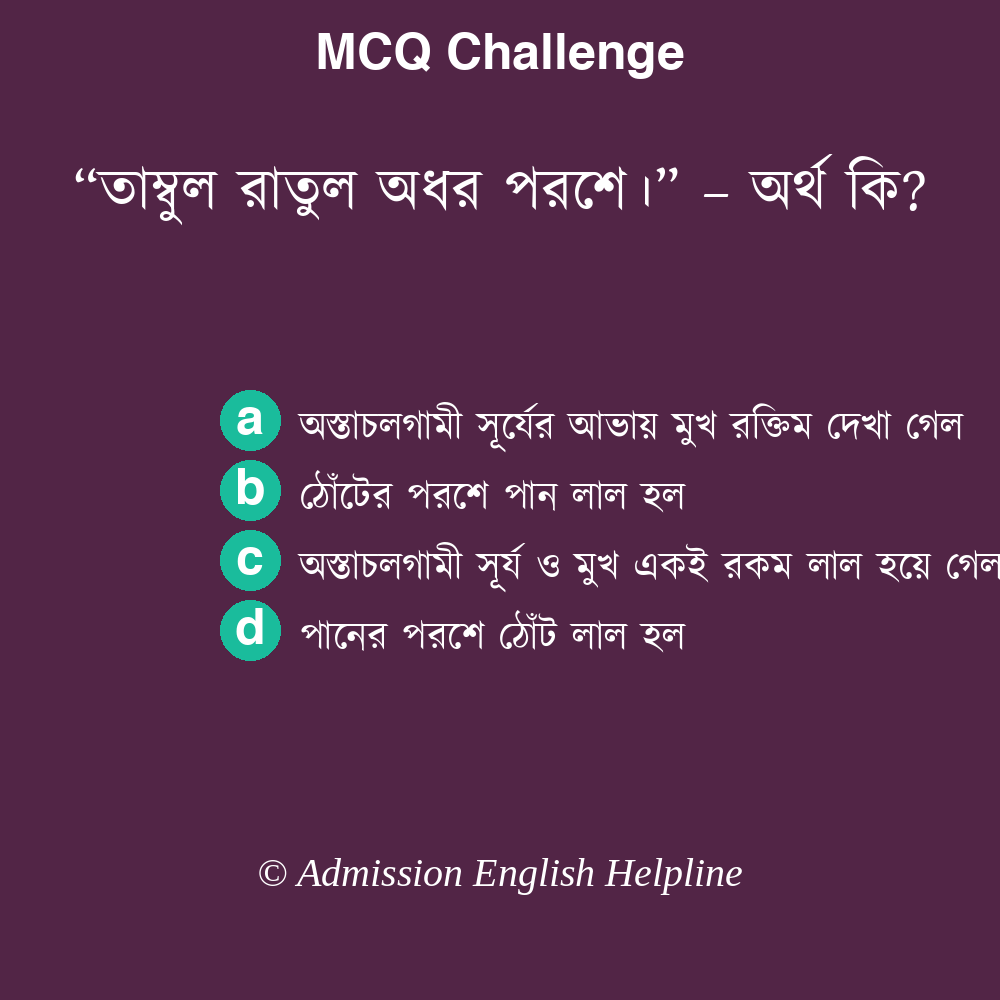 MCQ Challenge
“তাম্বুল রাতুল অধর পরশে।” – অর্থ কি?
a অস্তাচলগামী সূর্যের আভায় মুখ রক্তিম দেখা গেল
b ঠোঁটের পরশে পান লাল হল
c অস্তাচলগামী সূর্য ও মুখ একই রকম লাল হয়ে গেল
d পানের পরশে ঠোঁট লাল হল
© Admission English Helpline